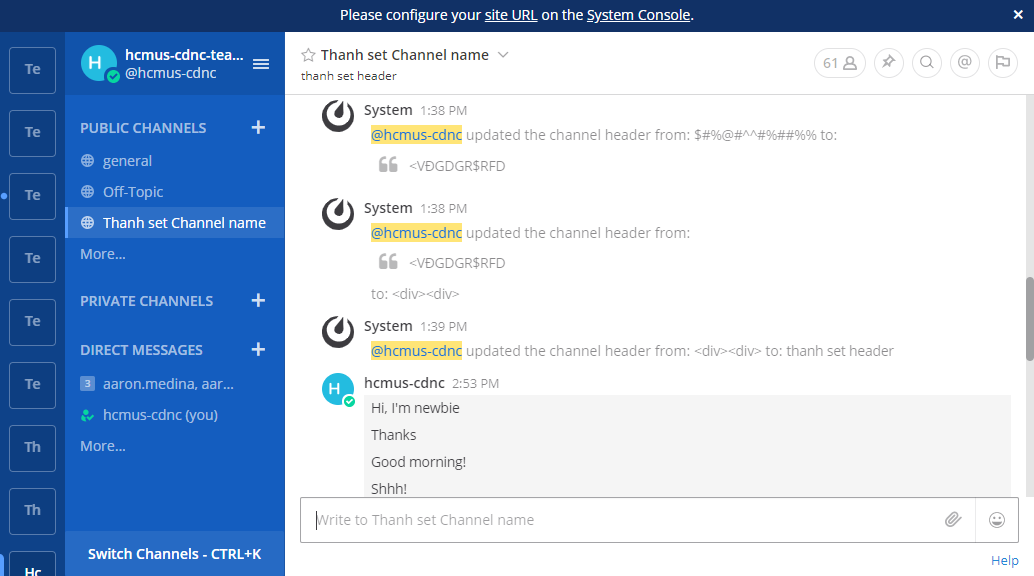 Please configure your site URL on the System Console.
Te
Te
Te
Te
Te
Te
Th
Th
Hc
H
hcmus-cdnc-tea...
@hcmus-cdnc
PUBLIC CHANNELS
general
Off-Topic
Thanh set Channel name
More...
PRIVATE CHANNELS
DIRECT MESSAGES
3 aaron.medina, aar...
hcmus-cdnc (you)
More...
Switch Channels - CTRL+K
Thanh set Channel name
thanh set header
61
@
System 1:38 PM
@hcmus-cdnc updated the channel header from: $#%@#^^#%##%% to:
<VĐGDGR$RFD
System 1:38 PM
@hcmus-cdnc updated the channel header from:
<VĐGDGR$RFD
to: <div><div>
System 1:39 PM
@hcmus-cdnc updated the channel header from: <div><div> to: thanh set header
H
hcmus-cdnc 2:53 PM
Hi, I'm newbie
Thanks
Good morning!
Shhh!
Write to Thanh set Channel name
Help